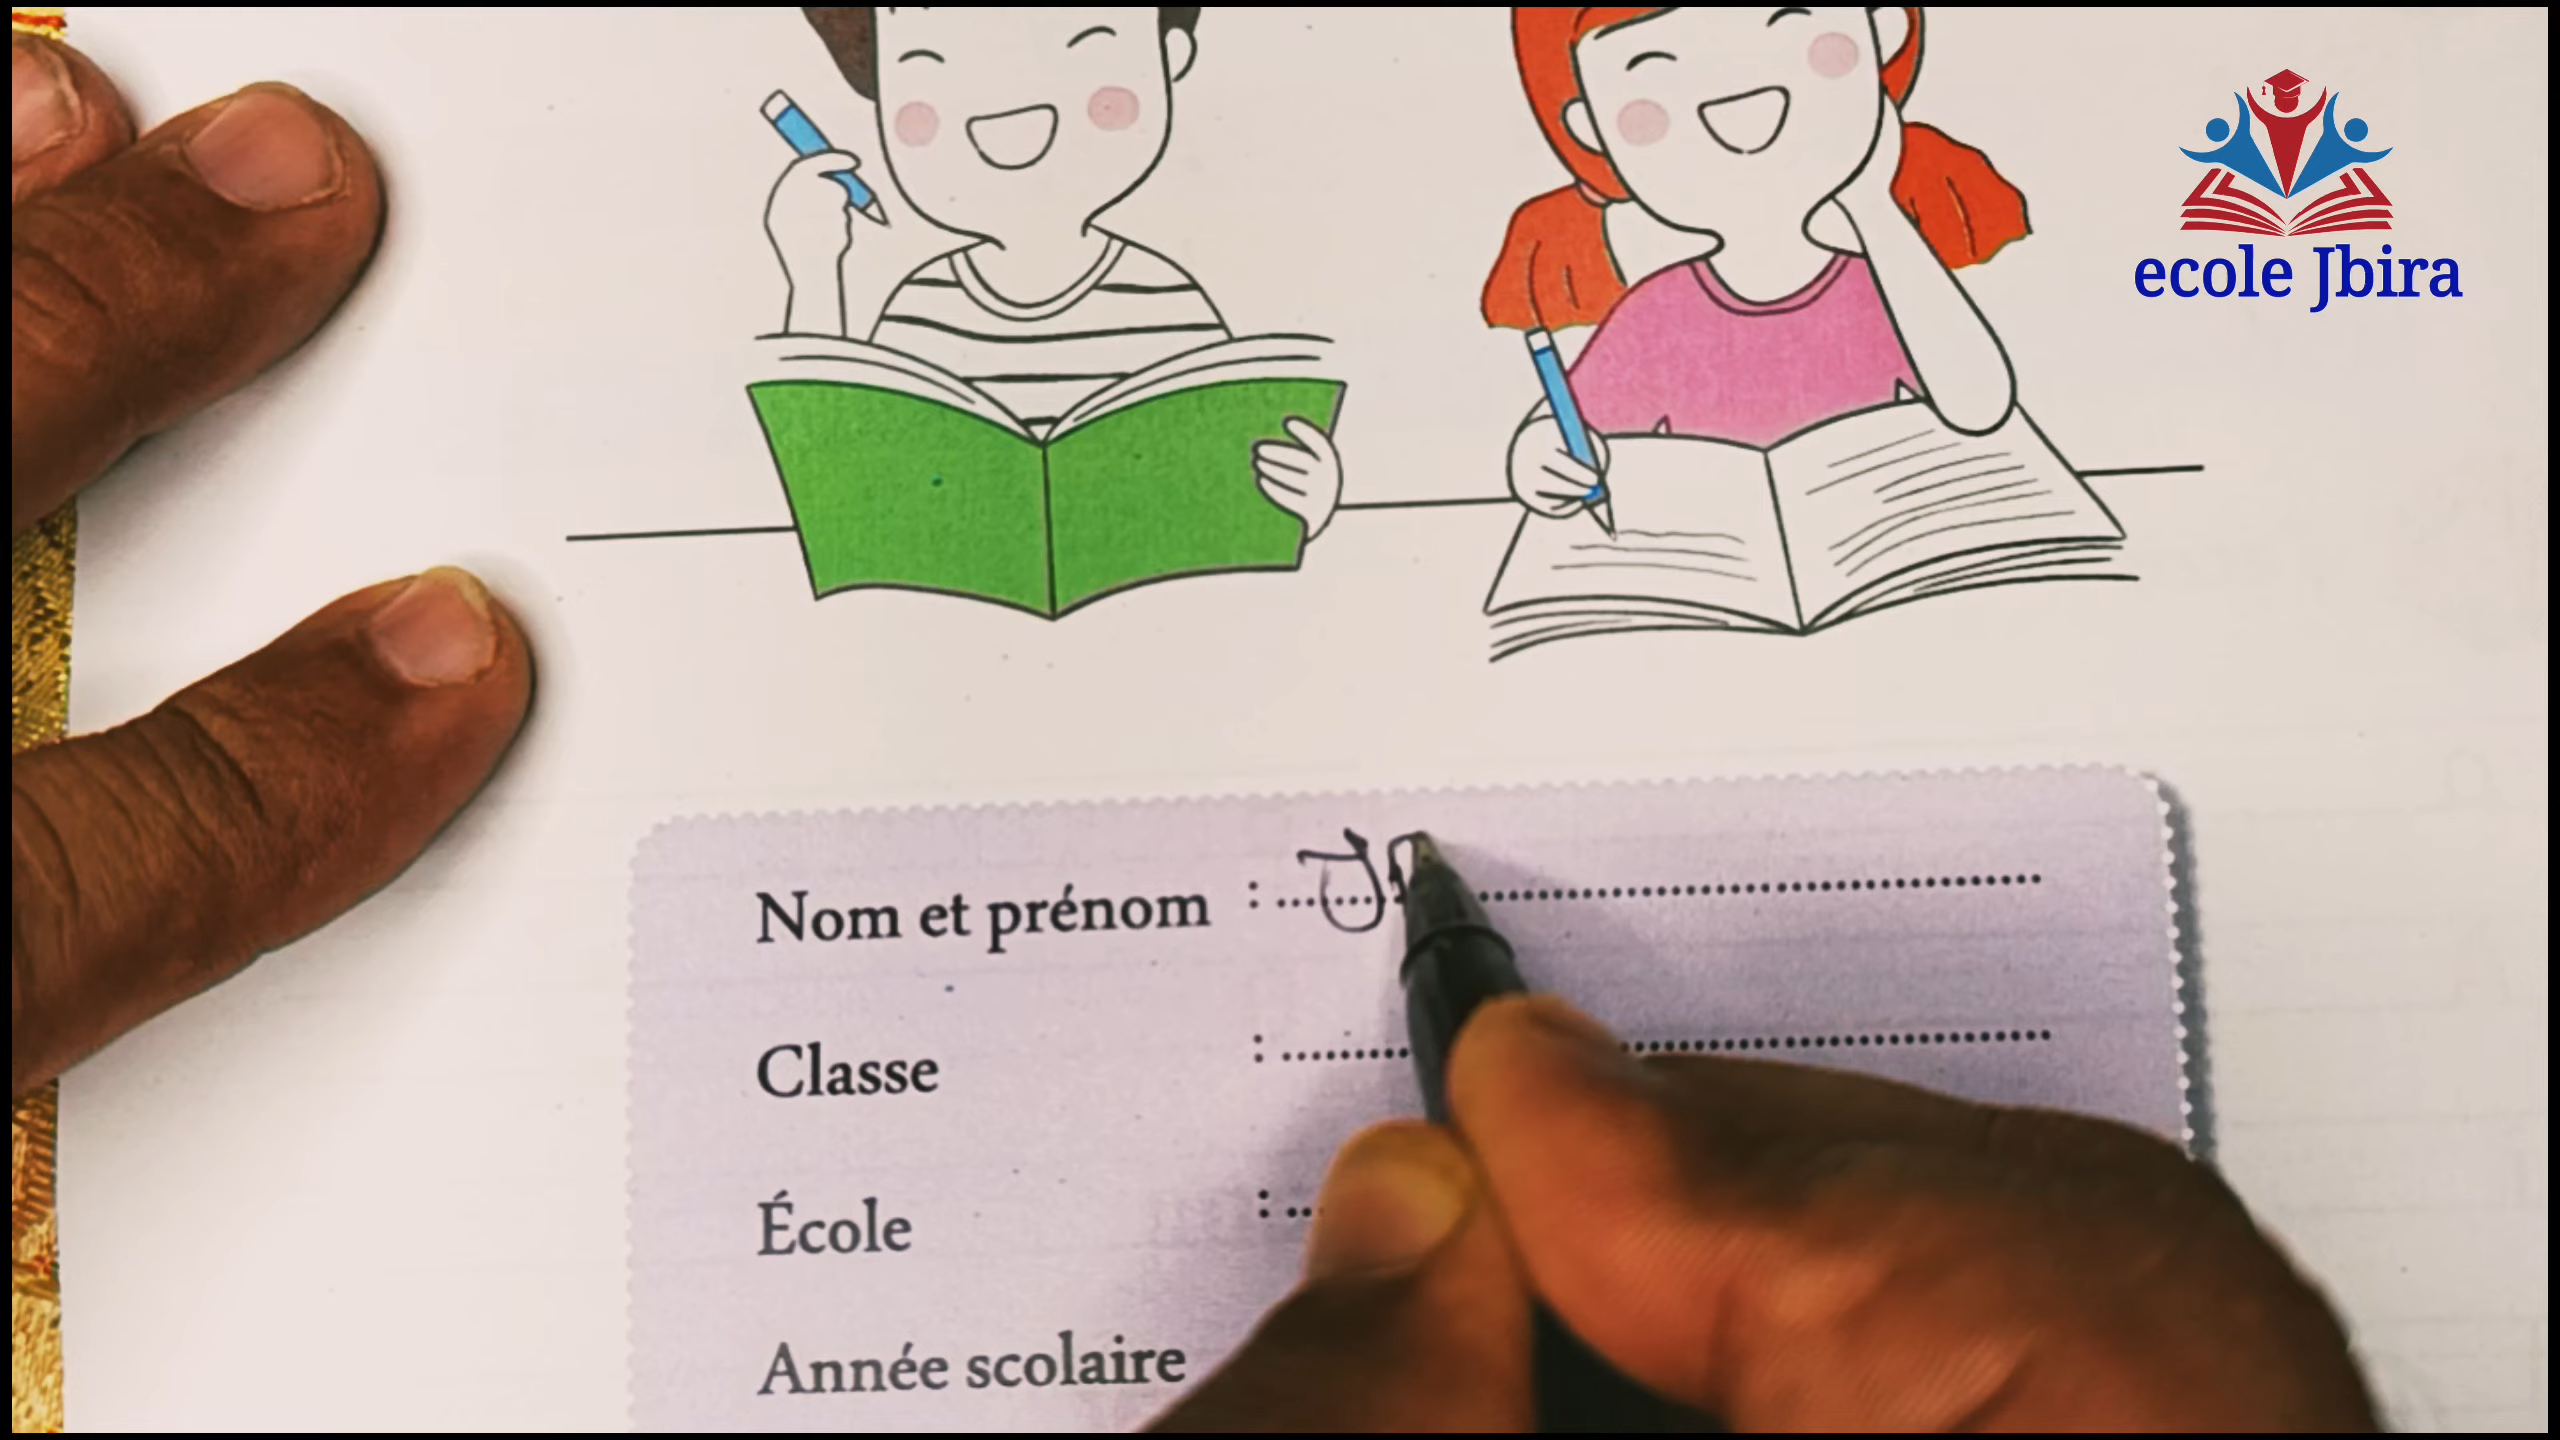 ecole Jbira
Nom et prénom :
Classe :
École :
Année scolaire